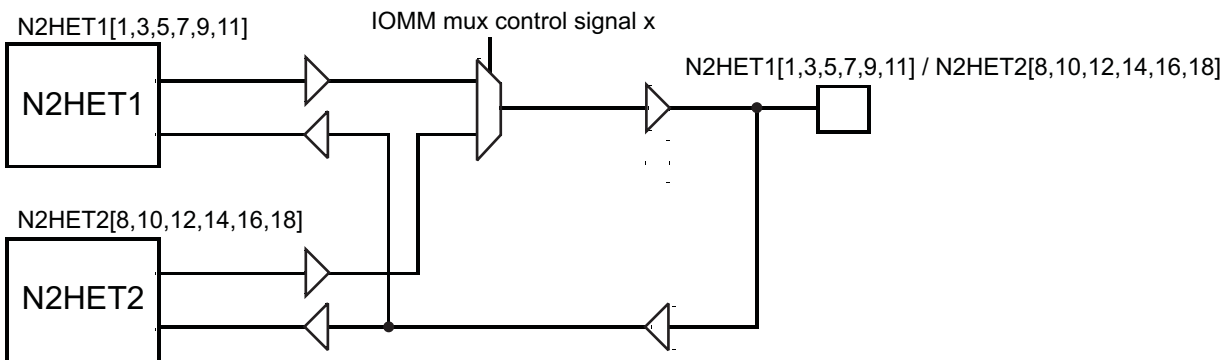 N2HET1[1,3,5,7,9,11]
IOMM mux control signal x
N2HET1[1,3,5,7,9,11] / N2HET2[8,10,12,14,16,18]
N2HET1
N2HET2[8,10,12,14,16,18]
N2HET2